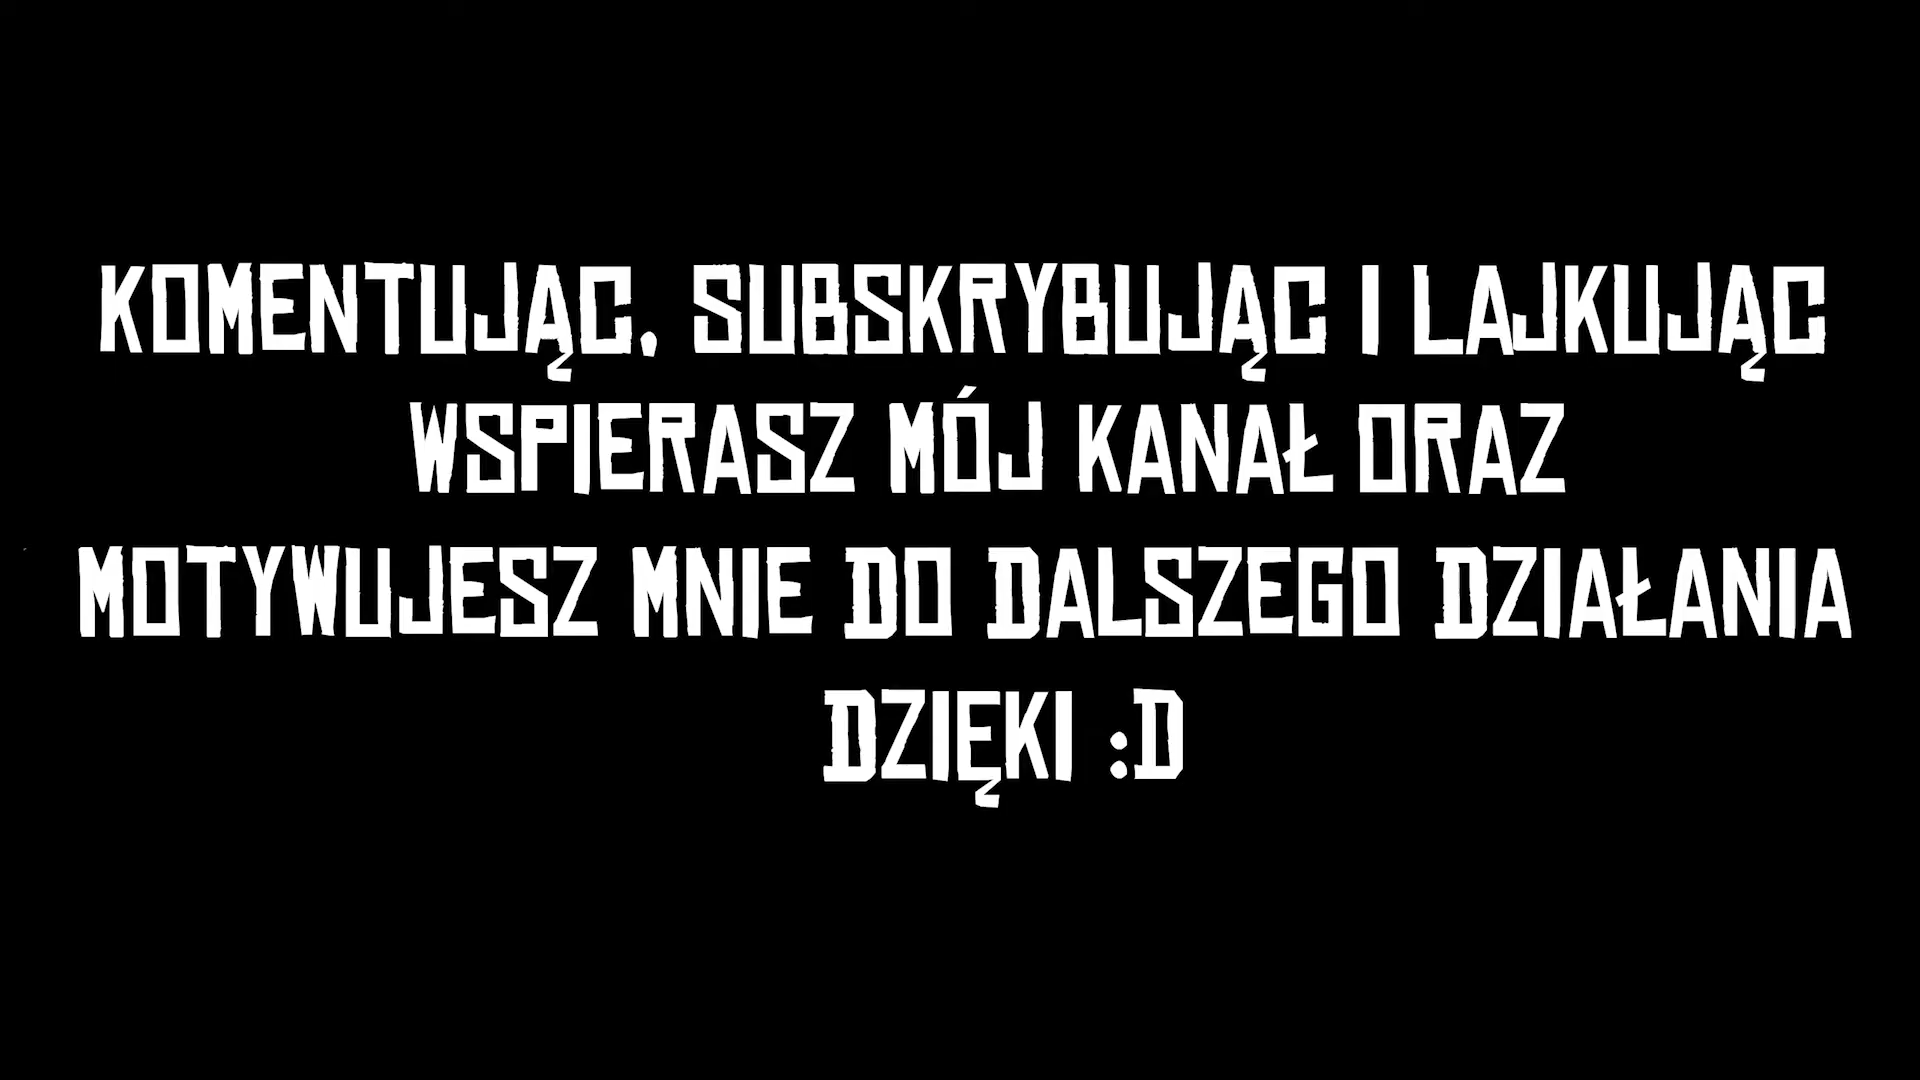 KOMENTUJĄC, SUBSKRYBUJĄC I LAJKUJĄC
WSPIERASZ MÓJ KANAŁ ORAZ
MOTYWUJESZ MNIE DO DALSZEGO DZIAŁANIA
DZIĘKI :D